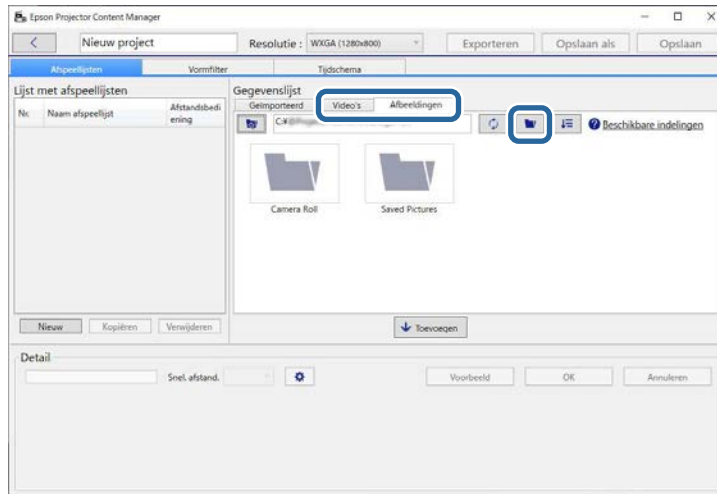 Epson Projector Content Manager
Nieuw project Resolutie : WXGA (1280x800) Exporteren Opslaan als Opslaan
Afspeellijsten Vormfilter Tijdschema
Lijst met afspeellijsten
Nr. Naam afspeellijst Afstandsbedi
ening
Gegevenslijst
Geïmporteerd Video's Afbeeldingen
C:¥ Beschikbare indelingen
Camera Roll Saved Pictures
Nieuw Kopiëren Verwijderen Toevoegen
Detail
Snel. afstand. Voorbeeld OK Annuleren